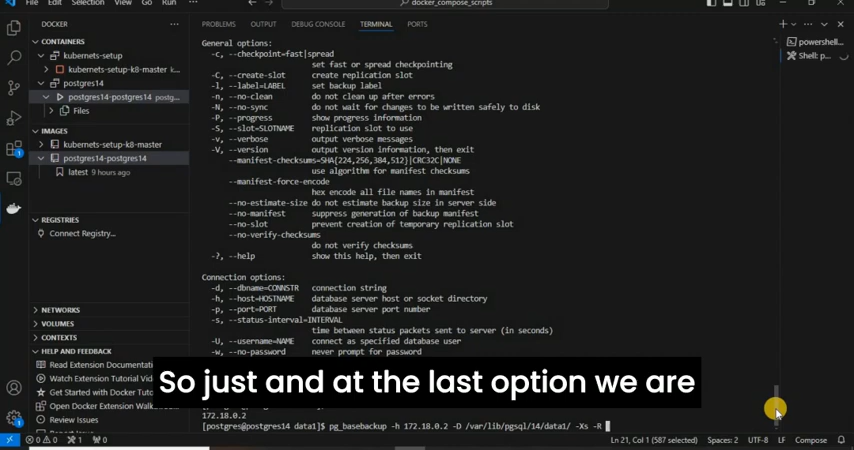 File Edit Selection View Go Run ···
docker_compose_scripts
DOCKER
CONTAINERS
kubernets-setup
kubernets-setup-k8-master k...
postgres14
postgres14-postgres14 postg...
Files
IMAGES
kubernets-setup-k8-master
postgres14-postgres14
latest 9 hours ago
REGISTRIES
Connect Registry...
NETWORKS
VOLUMES
CONTEXTS
HELP AND FEEDBACK
Read Extension Documentati
Watch Extension Tutorial Vid
Get Started with Docker Tuto
Open Docker Extension Walk
Review Issues
PROBLEMS OUTPUT DEBUG CONSOLE TERMINAL PORTS
powershell...
Shell: p...
General options:
-c, --checkpoint=fast|spread
set fast or spread checkpointing
-C, --create-slot create replication slot
-l, --label=LABEL set backup label
-n, --no-clean do not clean up after errors
-N, --no-sync do not wait for changes to be written safely to disk
-P, --progress show progress information
-S, --slot=SLOTNAME replication slot to use
-v, --verbose output verbose messages
-V, --version output version information, then exit
--manifest-checksums=SHA{224,256,384,512}|CRC32C|NONE
use algorithm for manifest checksums
--manifest-force-encode
hex encode all file names in manifest
--no-estimate-size do not estimate backup size in server side
--no-manifest suppress generation of backup manifest
--no-slot prevent creation of temporary replication slot
--no-verify-checksums
do not verify checksums
-?, --help show this help, then exit
Connection options:
-d, --dbname=CONNSTR connection string
-h, --host=HOSTNAME database server host or socket directory
-p, --port=PORT database server port number
-s, --status-interval=INTERVAL
time between status packets sent to server (in seconds)
-U, --username=NAME connect as specified database user
-w, --no-password never prompt for password
So just and at the last option we are
172.18.0.2
[postgres@postgres14 data1]$ pg_basebackup -h 172.18.0.2 -D /var/lib/pgsql/14/data1/ -Xs -R
0 0 1 0 Ln 21, Col 1 (587 selected) Spaces: 2 UTF-8 LF Compose